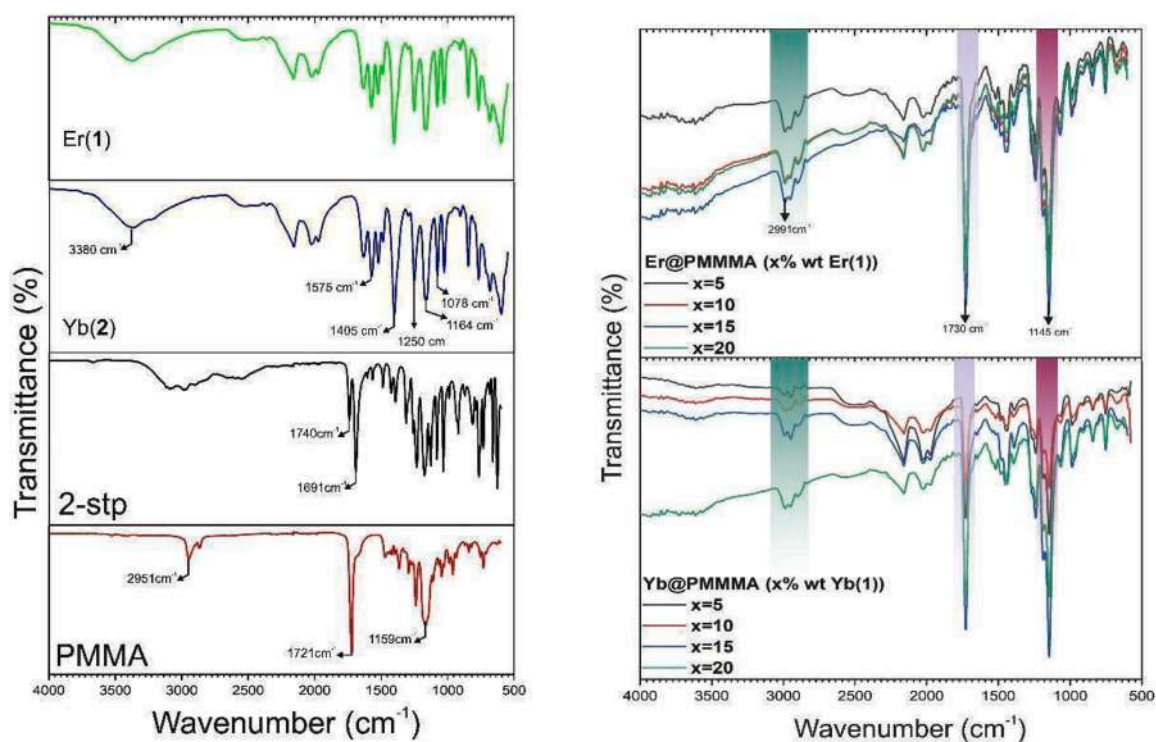 Er(1)
3380 cm⁻¹
1575 cm⁻¹
1078 cm⁻¹
1405 cm⁻¹
1164 cm⁻¹
1250 cm
Yb(2)
1740cm⁻¹
1691cm⁻¹
2-stp
2951cm⁻¹
1159cm⁻¹
1721cm⁻¹
PMMA
Transmittance (%)
4000 3500 3000 2500 2000 1500 1000 500
Wavenumber (cm⁻¹)
2991cm⁻¹
Er@PMMMA (x% wt Er(1))
x=5
x=10
x=15
x=20
1730 cm⁻¹
1145 cm⁻¹
Yb@PMMMA (x% wt Yb(1))
x=5
x=10
x=15
x=20
Transmittance (%)
4000 3500 3000 2500 2000 1500 1000 500
Wavenumber (cm⁻¹)